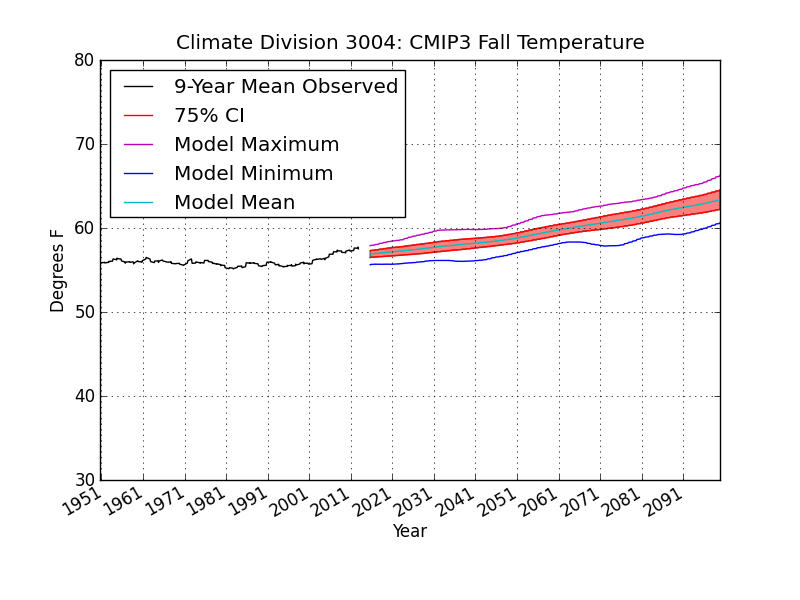 Climate Division 3004: CMIP3 Fall Temperature
80
9-Year Mean Observed
75% CI
Model Maximum
Model Minimum
Model Mean
70
60
50
40
30
Degrees F
1951 1961 1971 1981 1991 2001 2011 2021 2031 2041 2051 2061 2071 2081 2091
Year